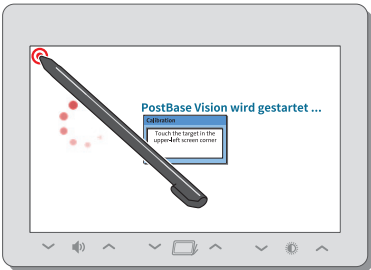 PostBase Vision wird gestartet ...
Calibration
Touch the target in the
upper-left screen corner